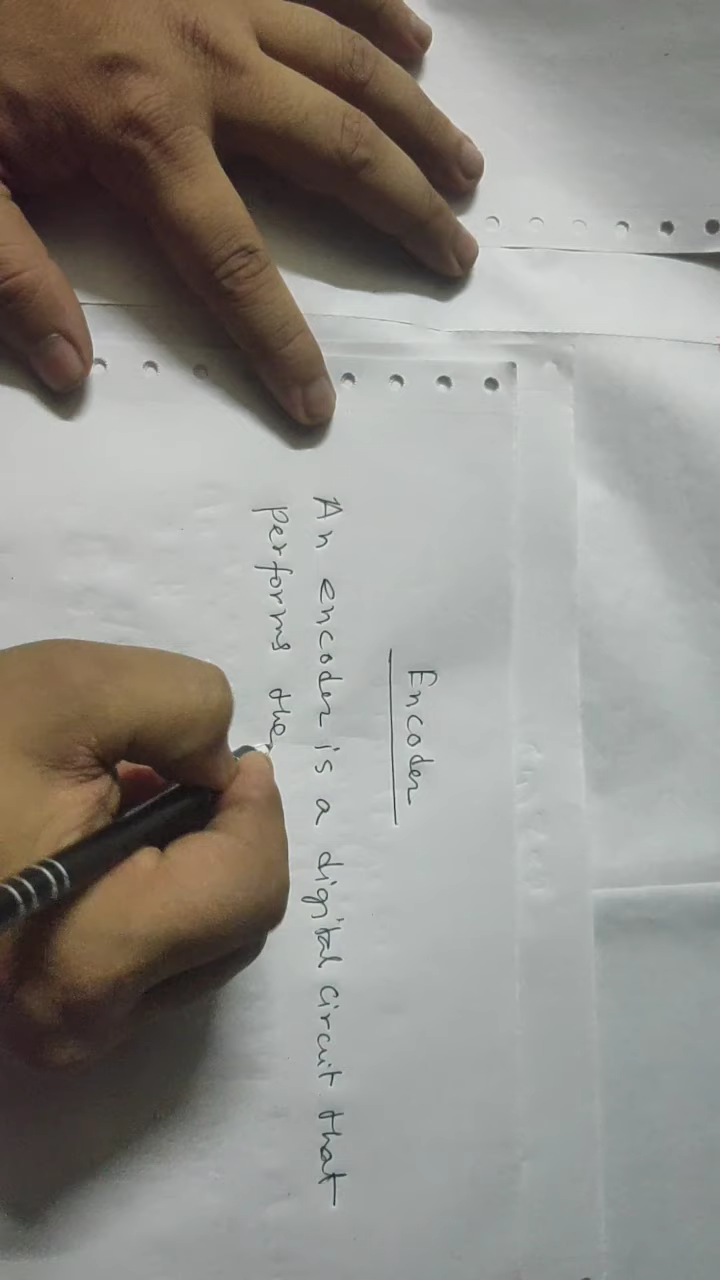 Encoder
An encoder is a digital circuit that
performs the